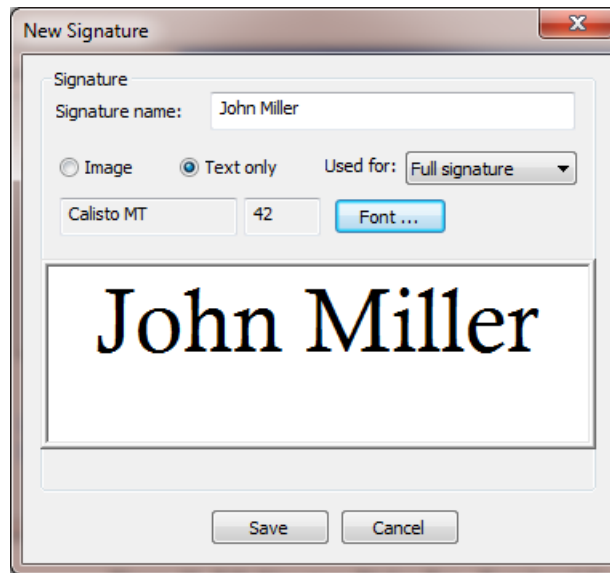 New Signature
Signature
Signature name: John Miller
Image Text only Used for: Full signature
Calisto MT 42 Font ...
John Miller
Save Cancel